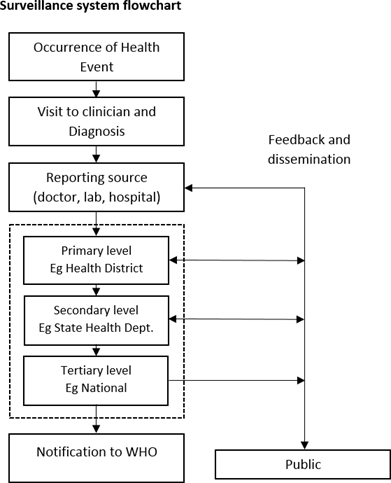 Surveillance system flowchart
Occurrence of Health
Event
Visit to clinician and
Diagnosis
Feedback and
dissemination
Reporting source
(doctor, lab, hospital)
Primary level
Eg Health District
Secondary level
Eg State Health Dept.
Tertiary level
Eg National
Notification to WHO
Public